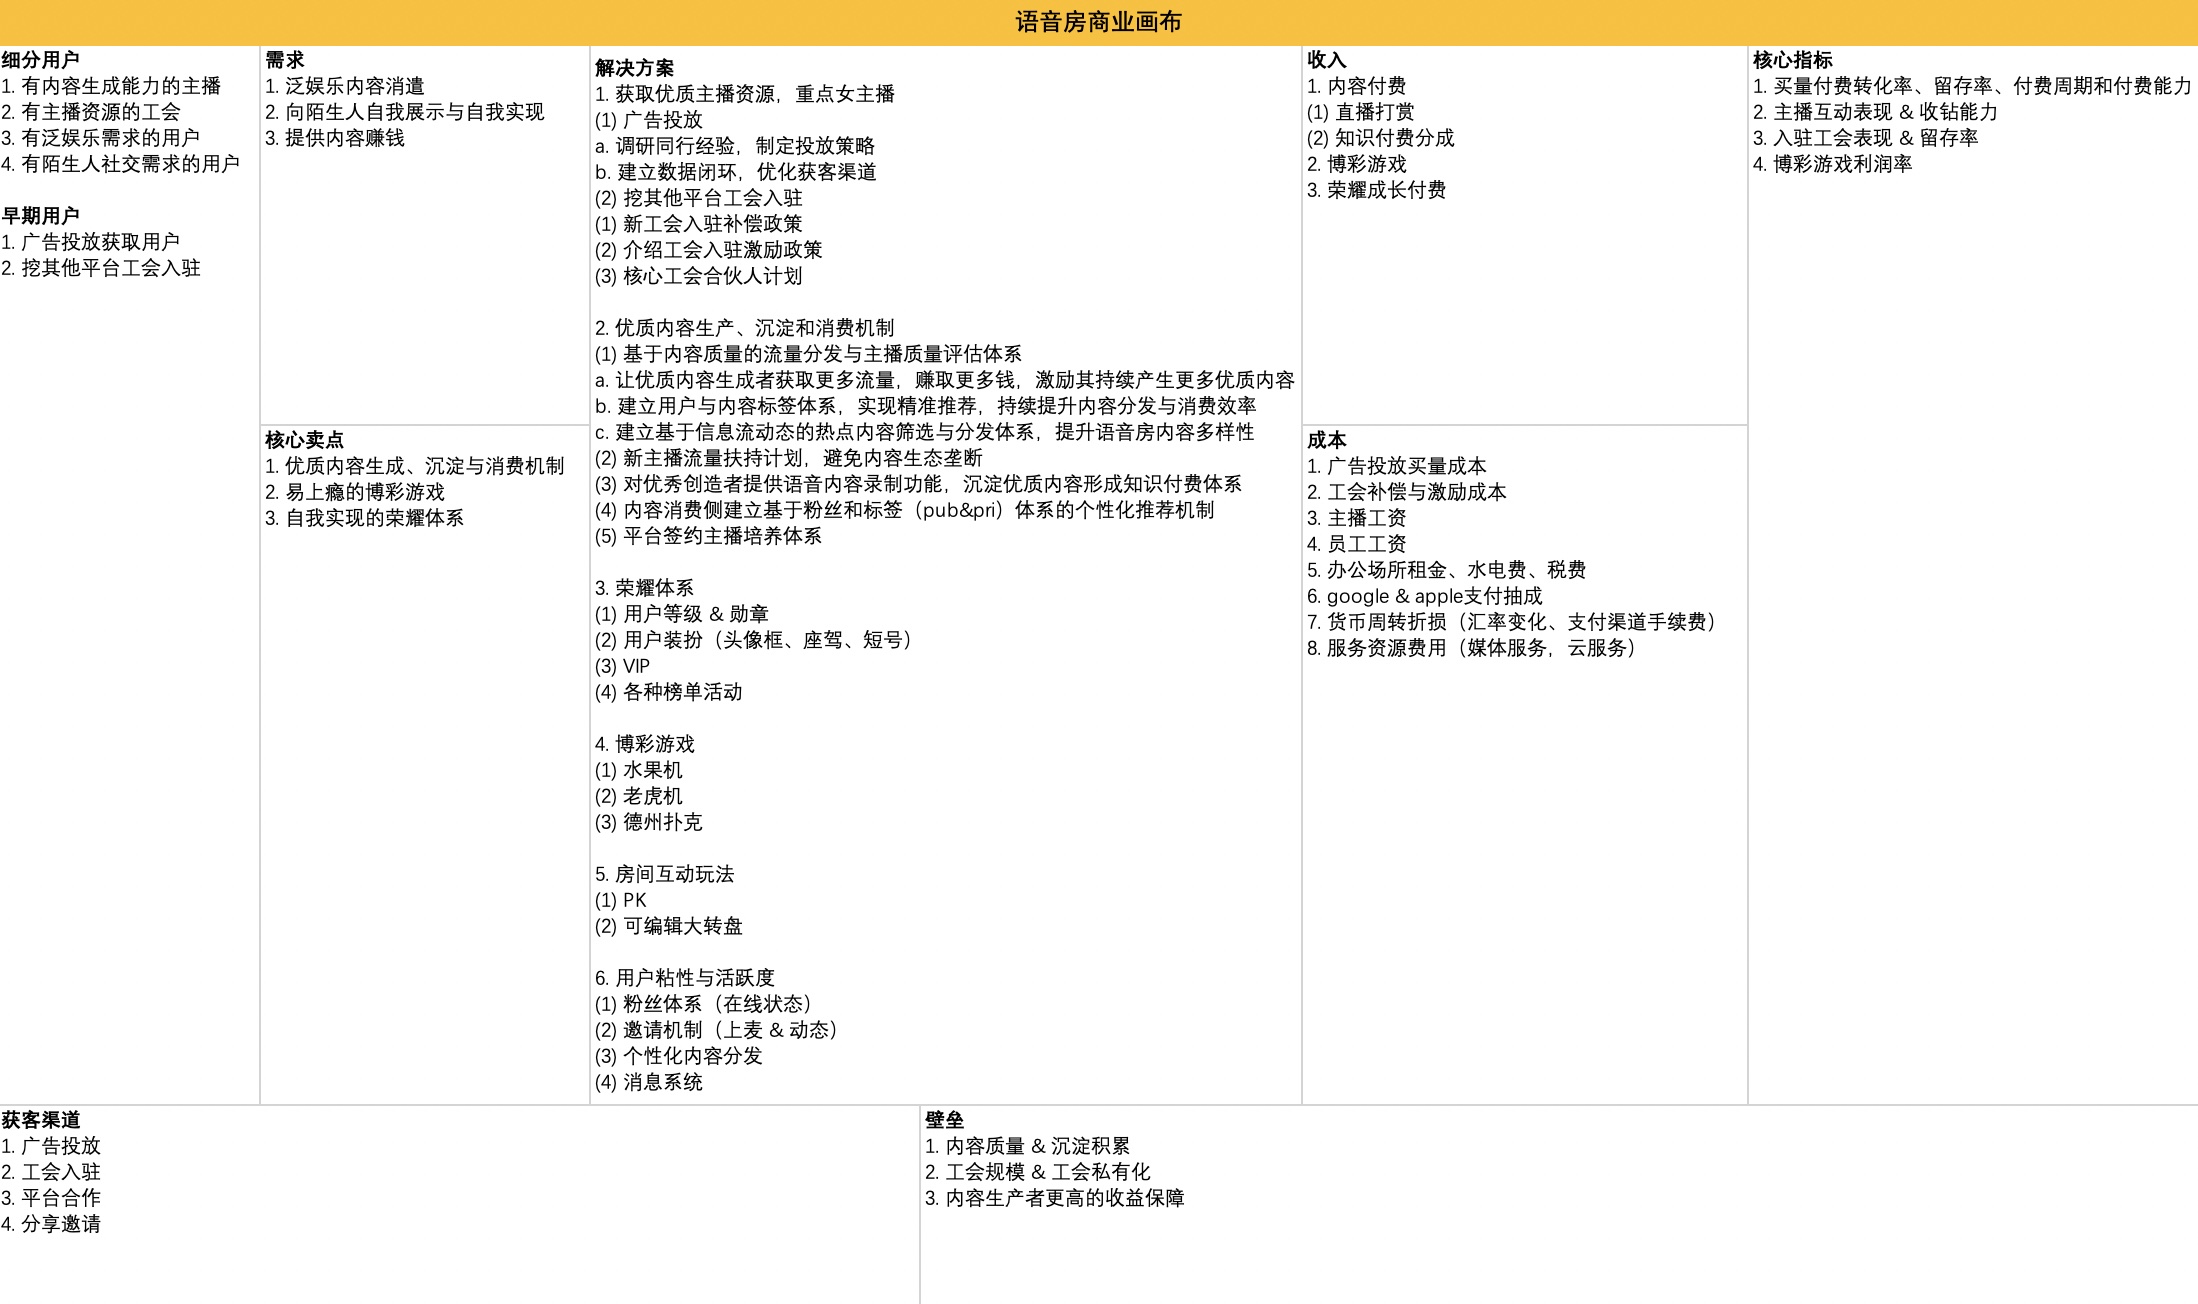 语音房商业画布
细分用户
1. 有内容生成能力的主播
2. 有主播资源的工会
3. 有泛娱乐需求的用户
4. 有陌生人社交需求的用户
早期用户
1. 广告投放获取用户
2. 挖其他平台工会入驻
需求
1. 泛娱乐内容消遣
2. 向陌生人自我展示与自我实现
3. 提供内容赚钱
核心卖点
1. 优质内容生成、沉淀与消费机制
2. 易上瘾的博彩游戏
3. 自我实现的荣耀体系
解决方案
1. 获取优质主播资源，重点女主播
(1) 广告投放
a. 调研同行经验，制定投放策略
b. 建立数据闭环，优化获客渠道
(2) 挖其他平台工会入驻
(1) 新工会入驻补偿政策
(2) 介绍工会入驻激励政策
(3) 核心工会合伙人计划
2. 优质内容生产、沉淀和消费机制
(1) 基于内容质量的流量分发与主播质量评估体系
a. 让优质内容生成者获取更多流量，赚取更多钱，激励其持续产生更多优质内容
b. 建立用户与内容标签体系，实现精准推荐，持续提升内容分发与消费效率
c. 建立基于信息流动态的热点内容筛选与分发体系，提升语音房内容多样性
(2) 新主播流量扶持计划，避免内容生态垄断
(3) 对优秀创造者提供语音内容录制功能，沉淀优质内容形成知识付费体系
(4) 内容消费侧建立基于粉丝和标签（pub&pri）体系的个性化推荐机制
(5) 平台签约主播培养体系
3. 荣耀体系
(1) 用户等级 & 勋章
(2) 用户装扮（头像框、座驾、短号）
(3) VIP
(4) 各种榜单活动
4. 博彩游戏
(1) 水果机
(2) 老虎机
(3) 德州扑克
5. 房间互动玩法
(1) PK
(2) 可编辑大转盘
6. 用户粘性与活跃度
(1) 粉丝体系（在线状态）
(2) 邀请机制（上麦 & 动态）
(3) 个性化内容分发
(4) 消息系统
收入
1. 内容付费
(1) 直播打赏
(2) 知识付费分成
2. 博彩游戏
3. 荣耀成长付费
成本
1. 广告投放买量成本
2. 工会补偿与激励成本
3. 主播工资
4. 员工工资
5. 办公场所租金、水电费、税费
6. google & apple支付抽成
7. 货币周转折损（汇率变化、支付渠道手续费）
8. 服务资源费用（媒体服务，云服务）
核心指标
1. 买量付费转化率、留存率、付费周期和付费能力
2. 主播互动表现 & 收钻能力
3. 入驻工会表现 & 留存率
4. 博彩游戏利润率
获客渠道
1. 广告投放
2. 工会入驻
3. 平台合作
4. 分享邀请
壁垒
1. 内容质量 & 沉淀积累
2. 工会规模 & 工会私有化
3. 内容生产者更高的收益保障